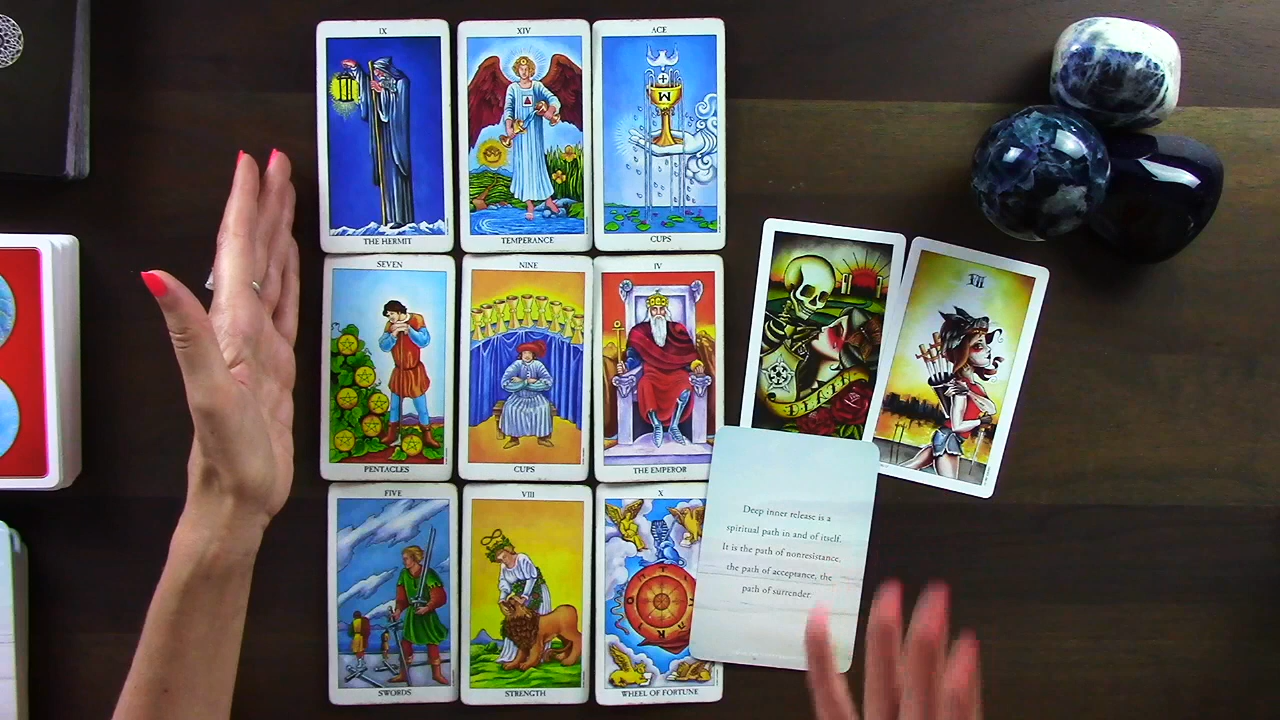 IX
THE HERMIT
XIV
TEMPERANCE
ACE
CUPS
SEVEN
PENTACLES
NINE
CUPS
IV
THE EMPEROR
FIVE
SWORDS
VIII
STRENGTH
X
WHEEL OF FORTUNE
DEATH
VII
Deep inner release is a
spiritual path in and of itself.
It is the path of nonresistance,
the path of acceptance, the
path of surrender.